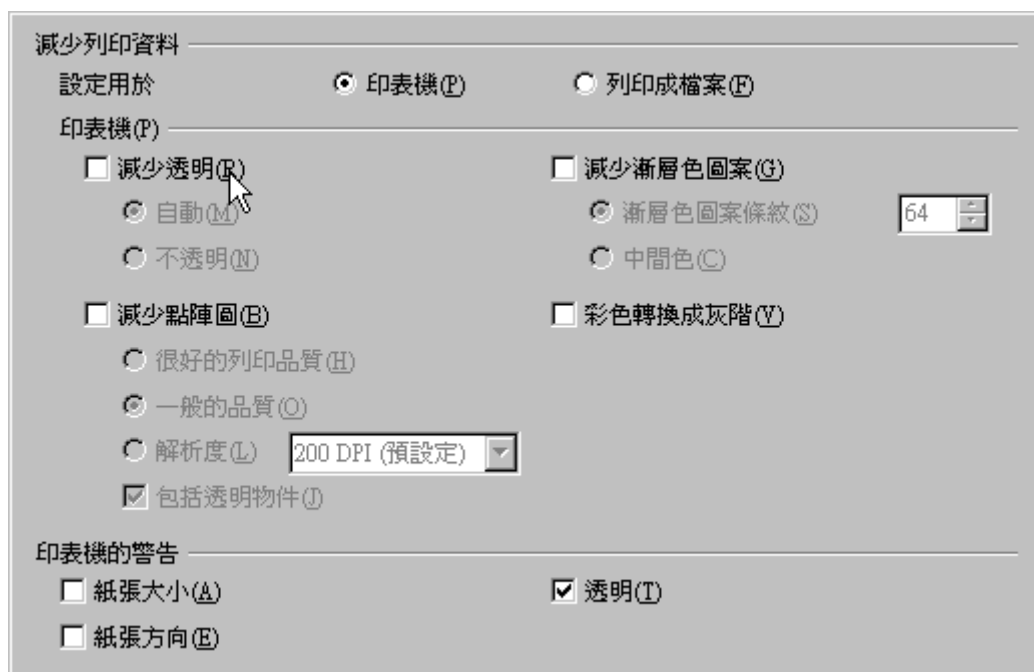 減少列印資料
設定用於 印表機(P) 列印成檔案(F)
印表機(P)
減少透明(R) 減少漸層色圖案(G)
自動(M) 漸層色圖案條紋(S) 64
不透明(N) 中間色(C)
減少點陣圖(B) 彩色轉換成灰階(V)
很好的列印品質(H)
一般的品質(O)
解析度(L) 200 DPI (預設定)
包括透明物件(J)
印表機的警告
紙張大小(A) 透明(T)
紙張方向(E)